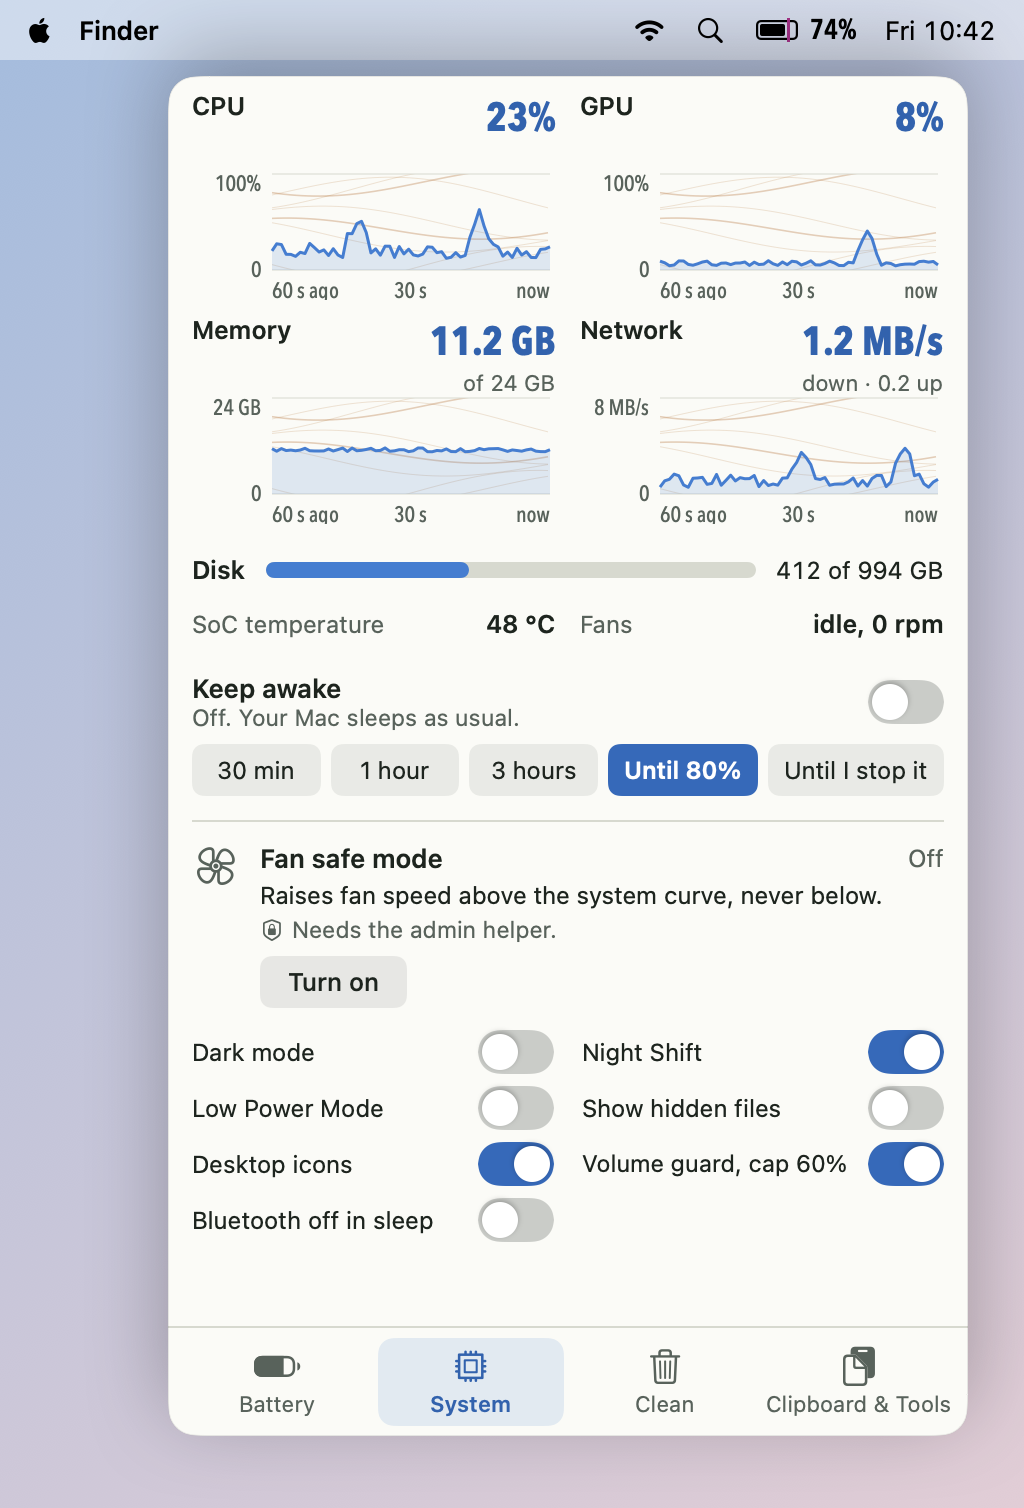 Finder 74% Fri 10:42
CPU 23% GPU 8%
100% 100%
0 0
60 s ago 30 s now 60 s ago 30 s now
Memory 11.2 GB Network 1.2 MB/s
of 24 GB down · 0.2 up
24 GB 8 MB/s
0 0
60 s ago 30 s now 60 s ago 30 s now
Disk 412 of 994 GB
SoC temperature 48 °C Fans idle, 0 rpm
Keep awake
Off. Your Mac sleeps as usual.
30 min 1 hour 3 hours Until 80% Until I stop it
Fan safe mode Off
Raises fan speed above the system curve, never below.
Needs the admin helper.
Turn on
Dark mode Night Shift
Low Power Mode Show hidden files
Desktop icons Volume guard, cap 60%
Bluetooth off in sleep
Battery System Clean Clipboard & Tools